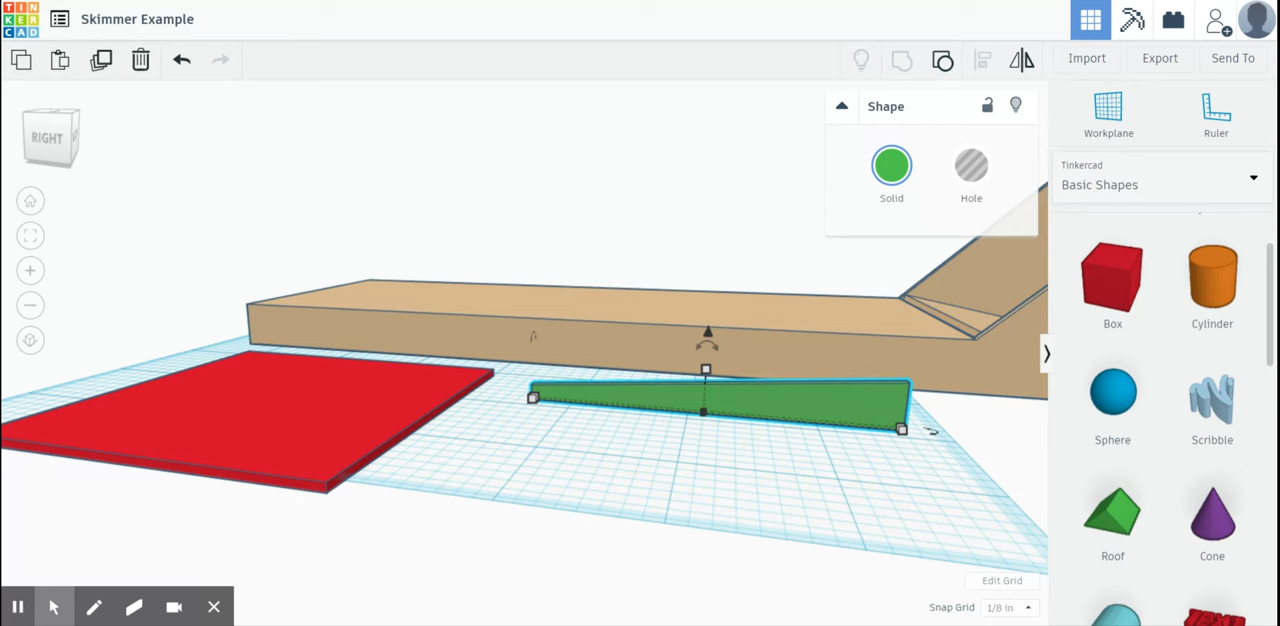 TIN
KER
CAD
Skimmer Example
Import
Export
Send To
RIGHT
Shape
Solid
Hole
Workplane
Ruler
Tinkercad
Basic Shapes
Box
Cylinder
Sphere
Scribble
Roof
Cone
Edit Grid
Snap Grid
1/8 in